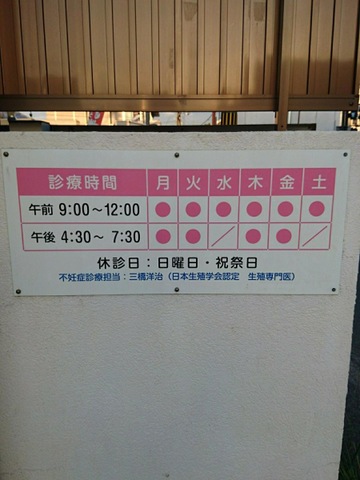 診療時間 月 火 水 木 金 土
午前 9:00～12:00 ● ● ● ● ● ●
午後 4:30～ 7:30 ● ● ／ ● ● ／
休診日：日曜日・祝祭日
不妊症診療担当：三橋洋治（日本生殖学会認定 生殖専門医）